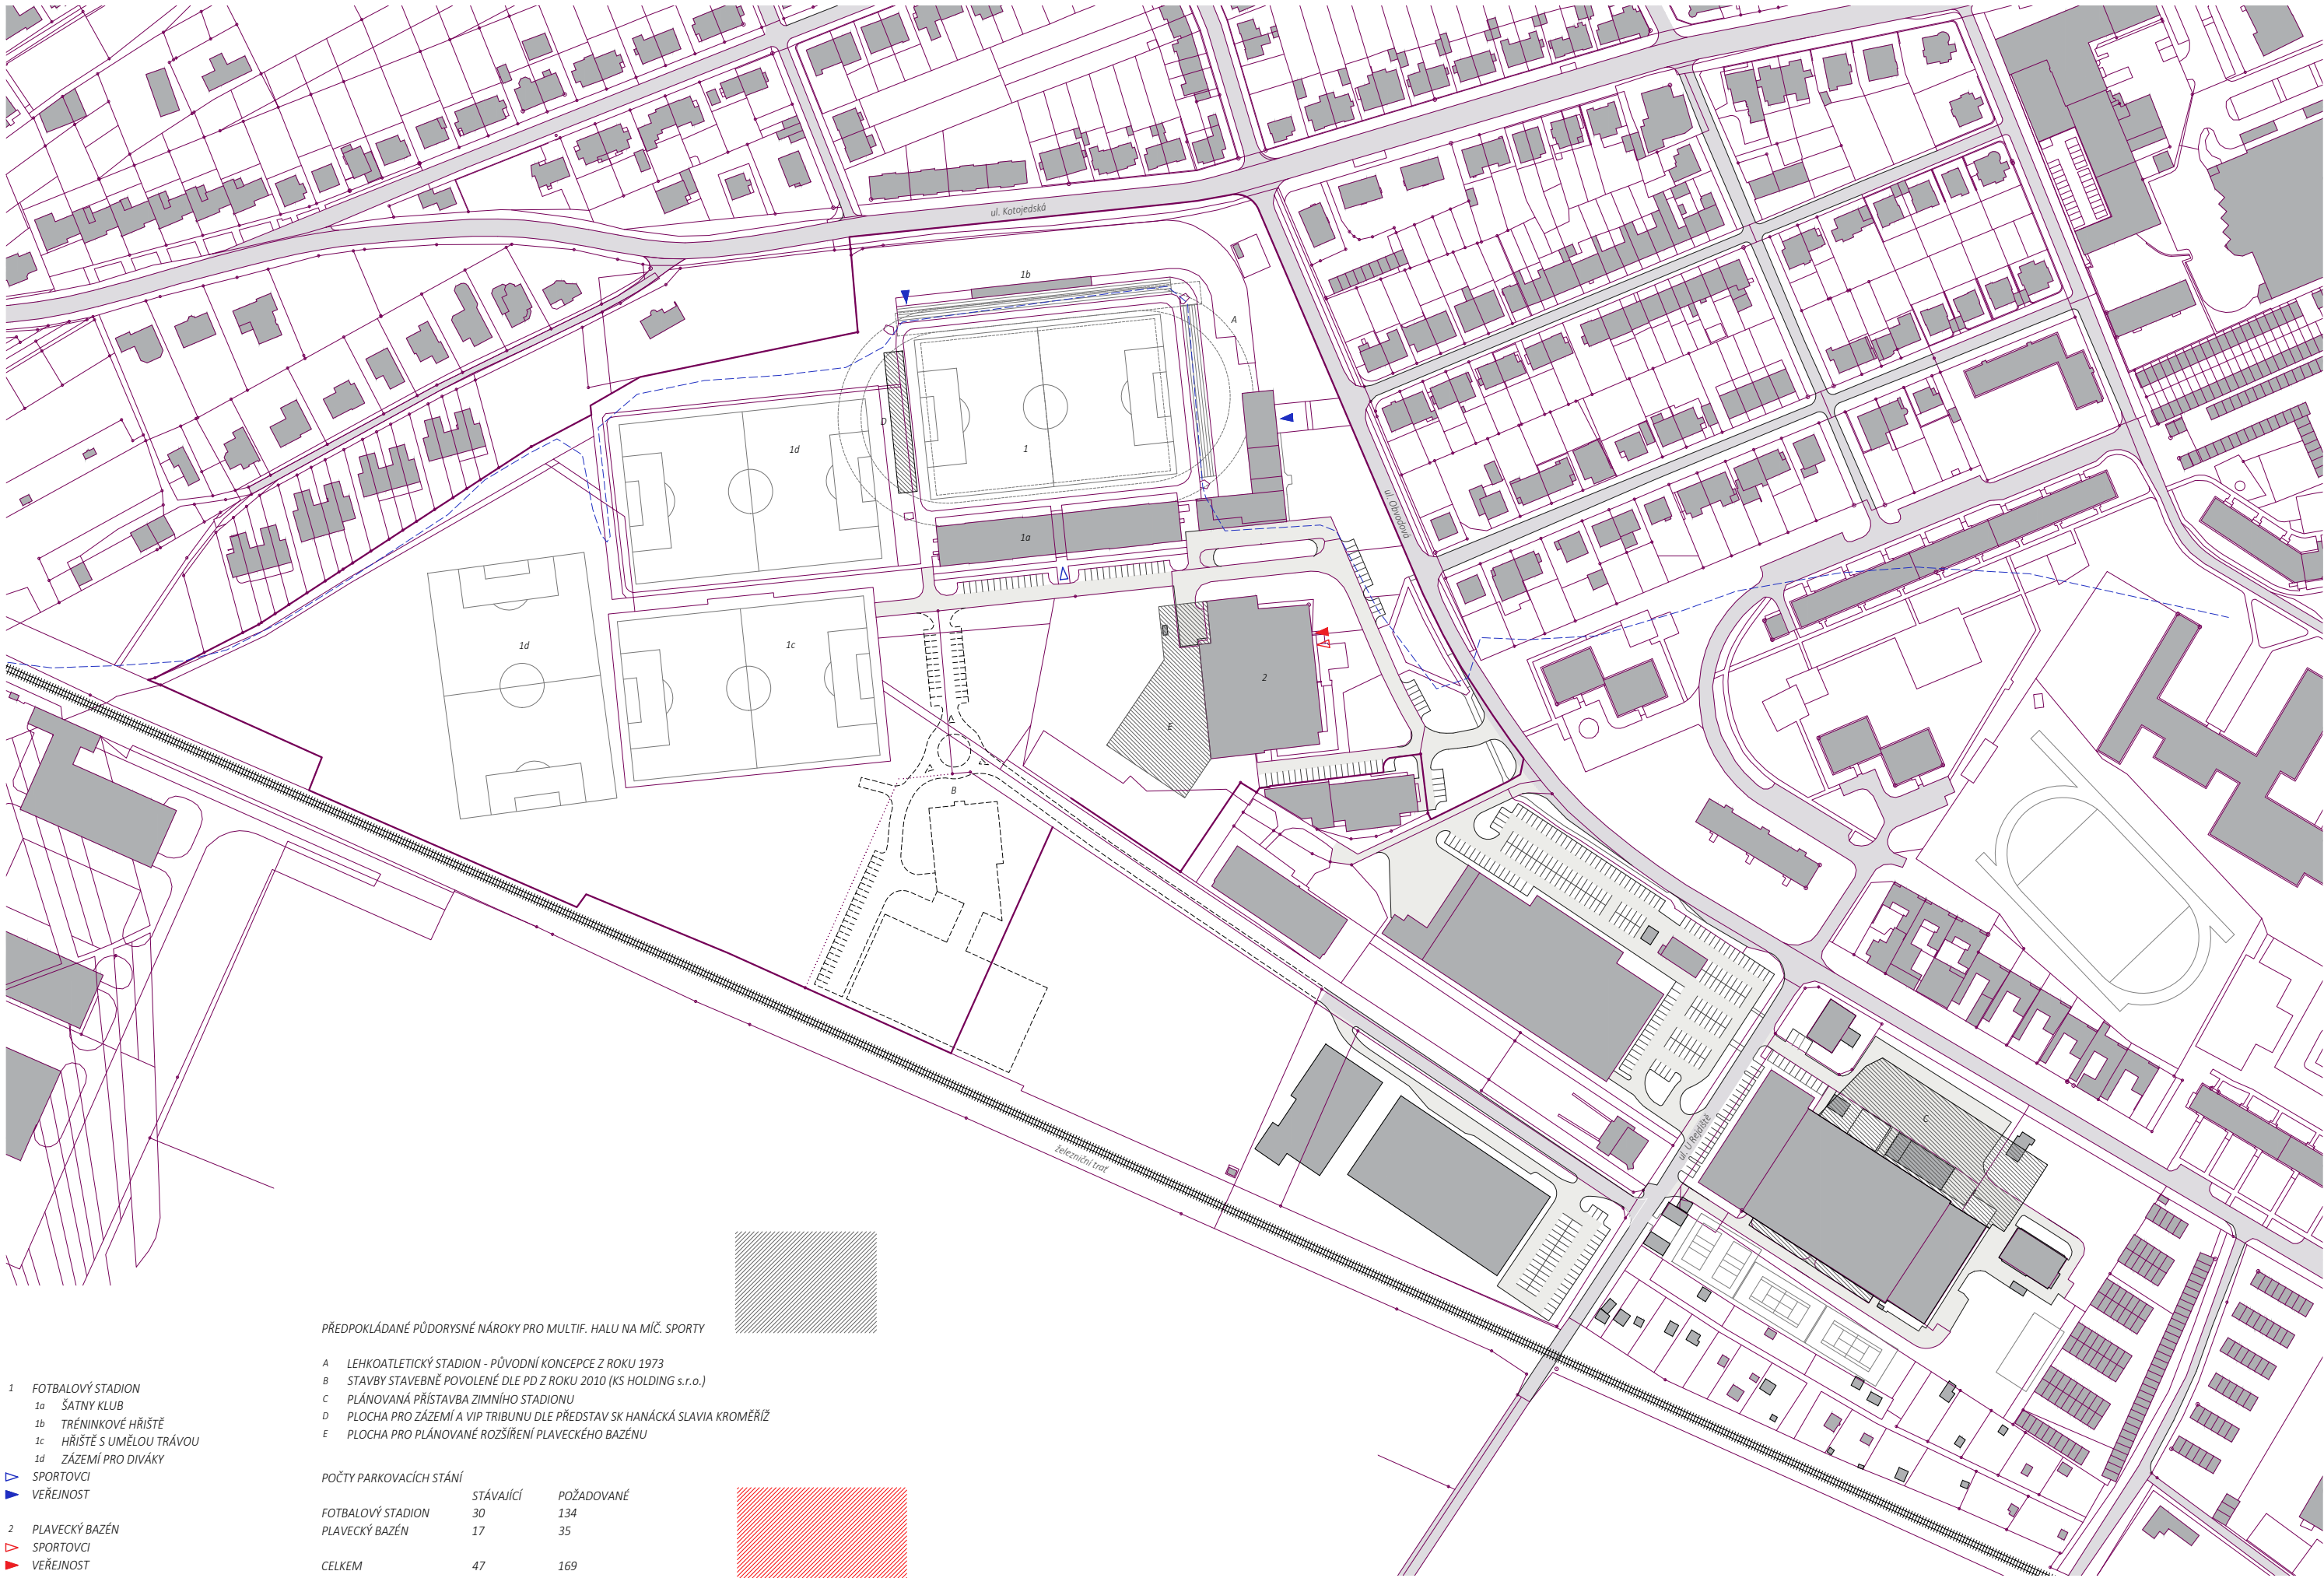 ul. Kotojedská
1b
A
D
1d
1
ul. Obvodová
1a
1d
1c
2
A
E
B
C
ul. U Rejdiště
železniční trať
PŘEDPOKLÁDANÉ PŮDORYSNÉ NÁROKY PRO MULTIF. HALU NA MÍČ. SPORTY
A LEHKOATLETICKÝ STADION - PŮVODNÍ KONCEPCE Z ROKU 1973
B STAVBY STAVEBNĚ POVOLENÉ DLE PD Z ROKU 2010 (KS HOLDING s.r.o.)
C PLÁNOVANÁ PŘÍSTAVBA ZIMNÍHO STADIONU
D PLOCHA PRO ZÁZEMÍ A VIP TRIBUNU DLE PŘEDSTAV SK HANÁCKÁ SLAVIA KROMĚŘÍŽ
E PLOCHA PRO PLÁNOVANÉ ROZŠÍŘENÍ PLAVECKÉHO BAZÉNU
1 FOTBALOVÝ STADION
1a ŠATNY KLUB
1b TRÉNINKOVÉ HŘIŠTĚ
1c HŘIŠTĚ S UMĚLOU TRÁVOU
1d ZÁZEMÍ PRO DIVÁKY
SPORTOVCI
VEŘEJNOST
2 PLAVECKÝ BAZÉN
SPORTOVCI
VEŘEJNOST
POČTY PARKOVACÍCH STÁNÍ
STÁVAJÍCÍ POŽADOVANÉ
FOTBALOVÝ STADION 30 134
PLAVECKÝ BAZÉN 17 35
CELKEM 47 169